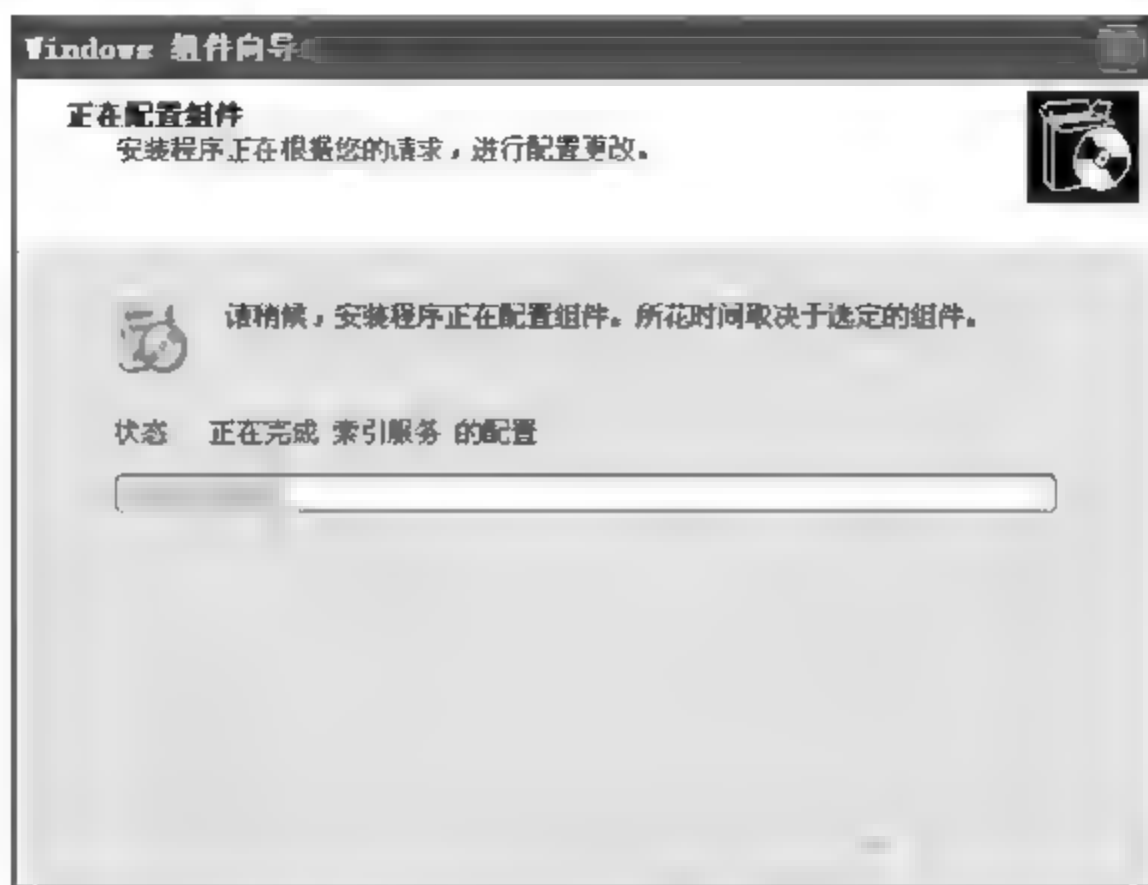 Windows 组件向导
正在配置组件
安装程序正在根据您的请求，进行配置更改。
请稍候，安装程序正在配置组件。所花时间取决于选定的组件。
状态 正在完成 索引服务 的配置